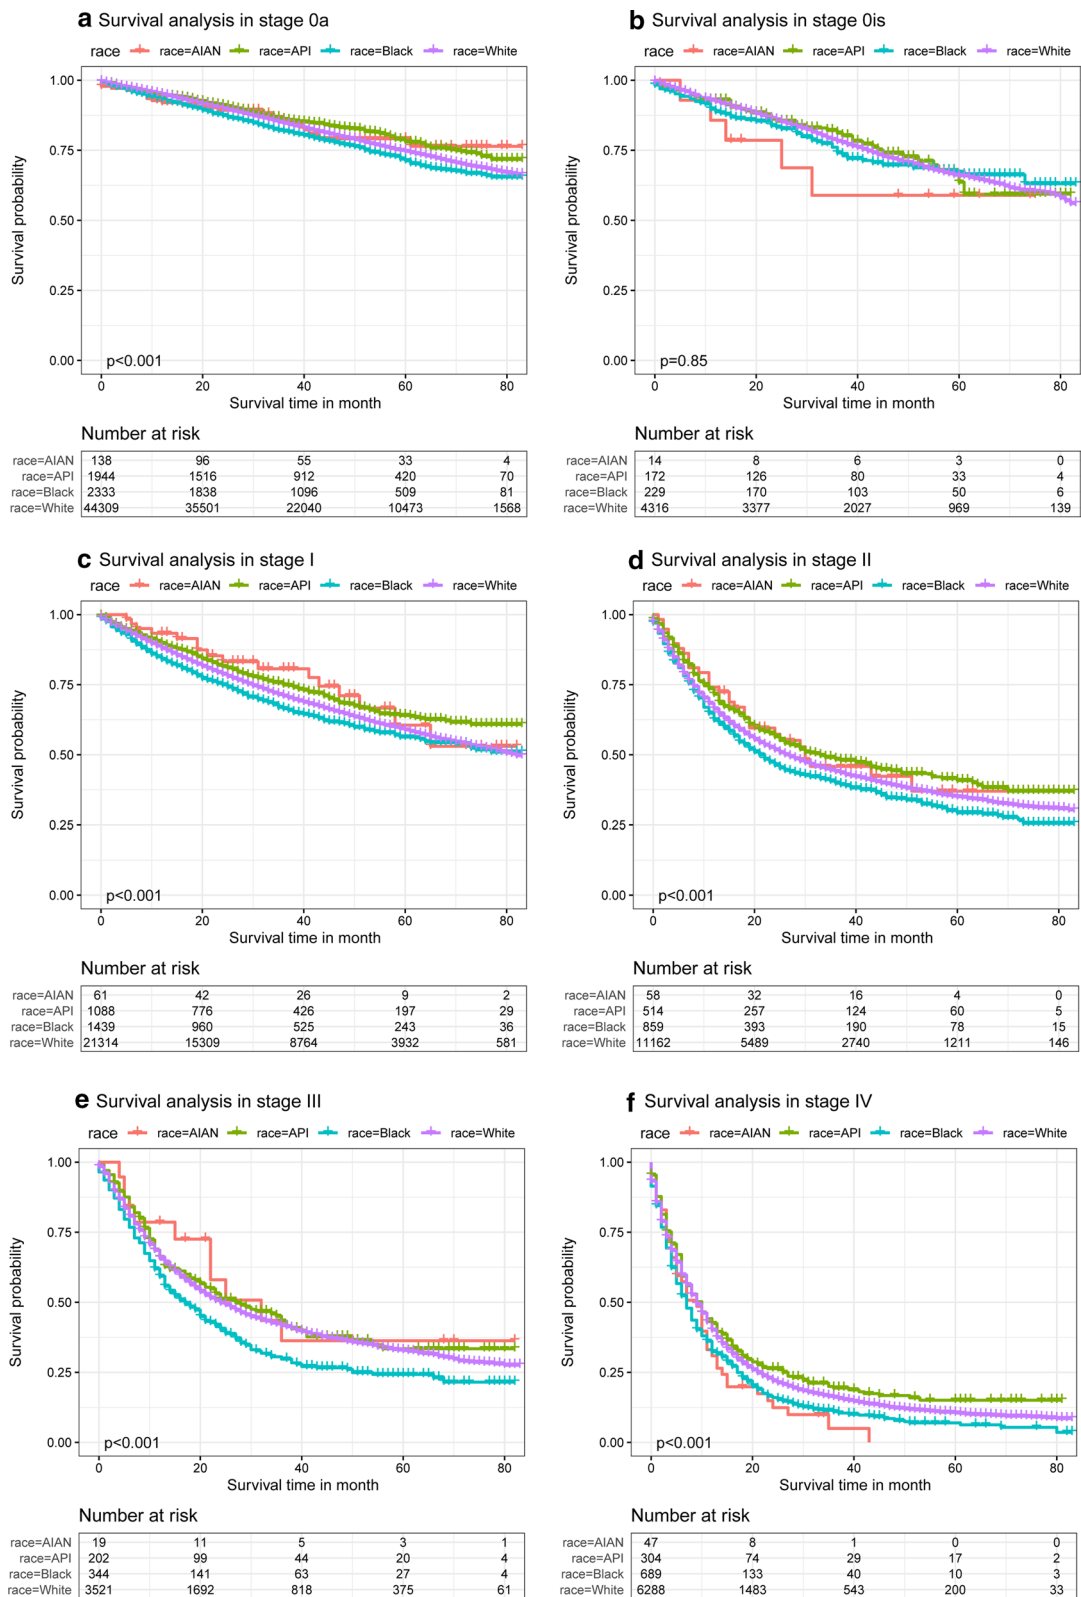 a Survival analysis in stage 0a
race race=AIAN race=API race=Black race=White
1.00
0.75
0.50
0.25
0.00
Survival probability
p<0.001
0 20 40 60 80
Survival time in month
Number at risk
race=AIAN 138 96 55 33 4
race=API 1944 1516 912 420 70
race=Black 2333 1838 1096 509 81
race=White 44309 35501 22040 10473 1568
b Survival analysis in stage 0is
race race=AIAN race=API race=Black race=White
1.00
0.75
0.50
0.25
0.00
Survival probability
p=0.85
0 20 40 60 80
Survival time in month
Number at risk
race=AIAN 14 8 6 3 0
race=API 172 126 80 33 4
race=Black 229 170 103 50 6
race=White 4316 3377 2027 969 139
c Survival analysis in stage I
race race=AIAN race=API race=Black race=White
1.00
0.75
0.50
0.25
0.00
Survival probability
p<0.001
0 20 40 60 80
Survival time in month
Number at risk
race=AIAN 61 42 26 9 2
race=API 1088 776 426 197 29
race=Black 1439 960 525 243 36
race=White 21314 15309 8764 3932 581
d Survival analysis in stage II
race race=AIAN race=API race=Black race=White
1.00
0.75
0.50
0.25
0.00
Survival probability
p<0.001
0 20 40 60 80
Survival time in month
Number at risk
race=AIAN 58 32 16 4 0
race=API 514 257 124 60 5
race=Black 859 393 190 78 15
race=White 11162 5489 2740 1211 146
e Survival analysis in stage III
race race=AIAN race=API race=Black race=White
1.00
0.75
0.50
0.25
0.00
Survival probability
p<0.001
0 20 40 60 80
Survival time in month
Number at risk
race=AIAN 19 11 5 3 1
race=API 202 99 44 20 4
race=Black 344 141 63 27 4
race=White 3521 1692 818 375 61
f Survival analysis in stage IV
race race=AIAN race=API race=Black race=White
1.00
0.75
0.50
0.25
0.00
Survival probability
p<0.001
0 20 40 60 80
Survival time in month
Number at risk
race=AIAN 47 8 1 0 0
race=API 304 74 29 17 2
race=Black 689 133 40 10 3
race=White 6288 1483 543 200 33